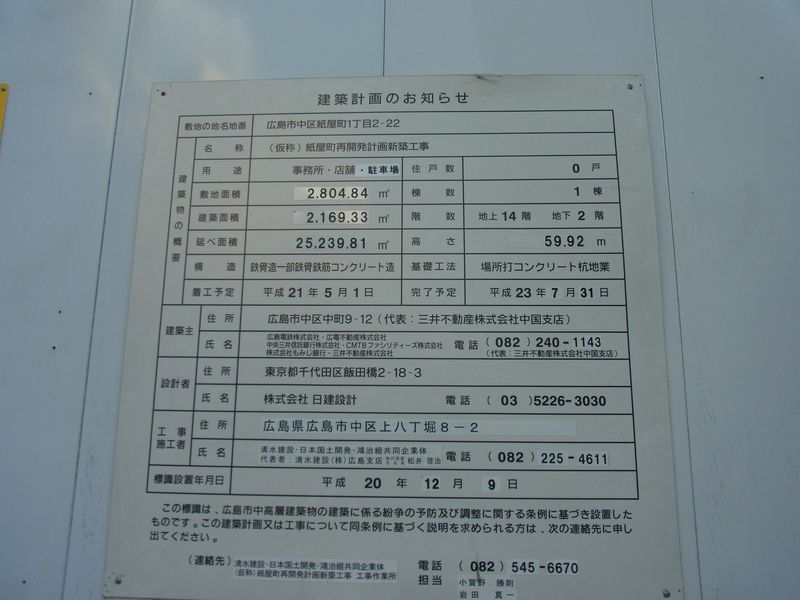 建築計画のお知らせ
敷地の地名地番 広島市中区紙屋町1丁目2-22
建築物の概要
名称 （仮称）紙屋町再開発計画新築工事
用途 事務所・店舗・駐車場 住戸数 0 戸
敷地面積 2,804.84 ㎡ 棟数 1 棟
建築面積 2,169.33 ㎡ 階数 地上 14 階 地下 2 階
延べ面積 25,239.81 ㎡ 高さ 59.92 m
構造 鉄骨造一部鉄骨鉄筋コンクリート造 基礎工法 場所打コンクリート杭地業
着工予定 平成 21 年 5 月 1 日 完了予定 平成 23 年 7 月 31 日
建築主
住所 広島市中区中町9-12（代表：三井不動産株式会社中国支店）
氏名 広島電鉄株式会社・広電不動産株式会社
中央三井信託銀行株式会社・CMTBファシリティーズ株式会社
株式会社もみじ銀行・三井不動産株式会社
電話（082）240-1143
（代表：三井不動産株式会社中国支店）
設計者
住所 東京都千代田区飯田橋2-18-3
氏名 株式会社 日建設計 電話（03）5226-3030
工事施工者
住所 広島県広島市中区上八丁堀８－２
氏名 清水建設・日本国土開発・鴻治組共同企業体
代表者：清水建設（株）広島支店 松井 啓治
電話（082）225-4611
標識設置年月日 平成 20 年 12 月 9 日
この標識は、広島市中高層建築物の建築に係る紛争の予防及び調整に関する条例に基づき設置した
ものです。この建築計画又は工事について同条例に基づく説明を求められる方は、次の連絡先に申し
出てください。
（連絡先）清水建設・日本国土開発・鴻治組共同企業体
（仮称）紙屋町再開発計画新築工事 工事作業所
電話（082）545-6670
担当 小賀野 勝則
岩田 真一